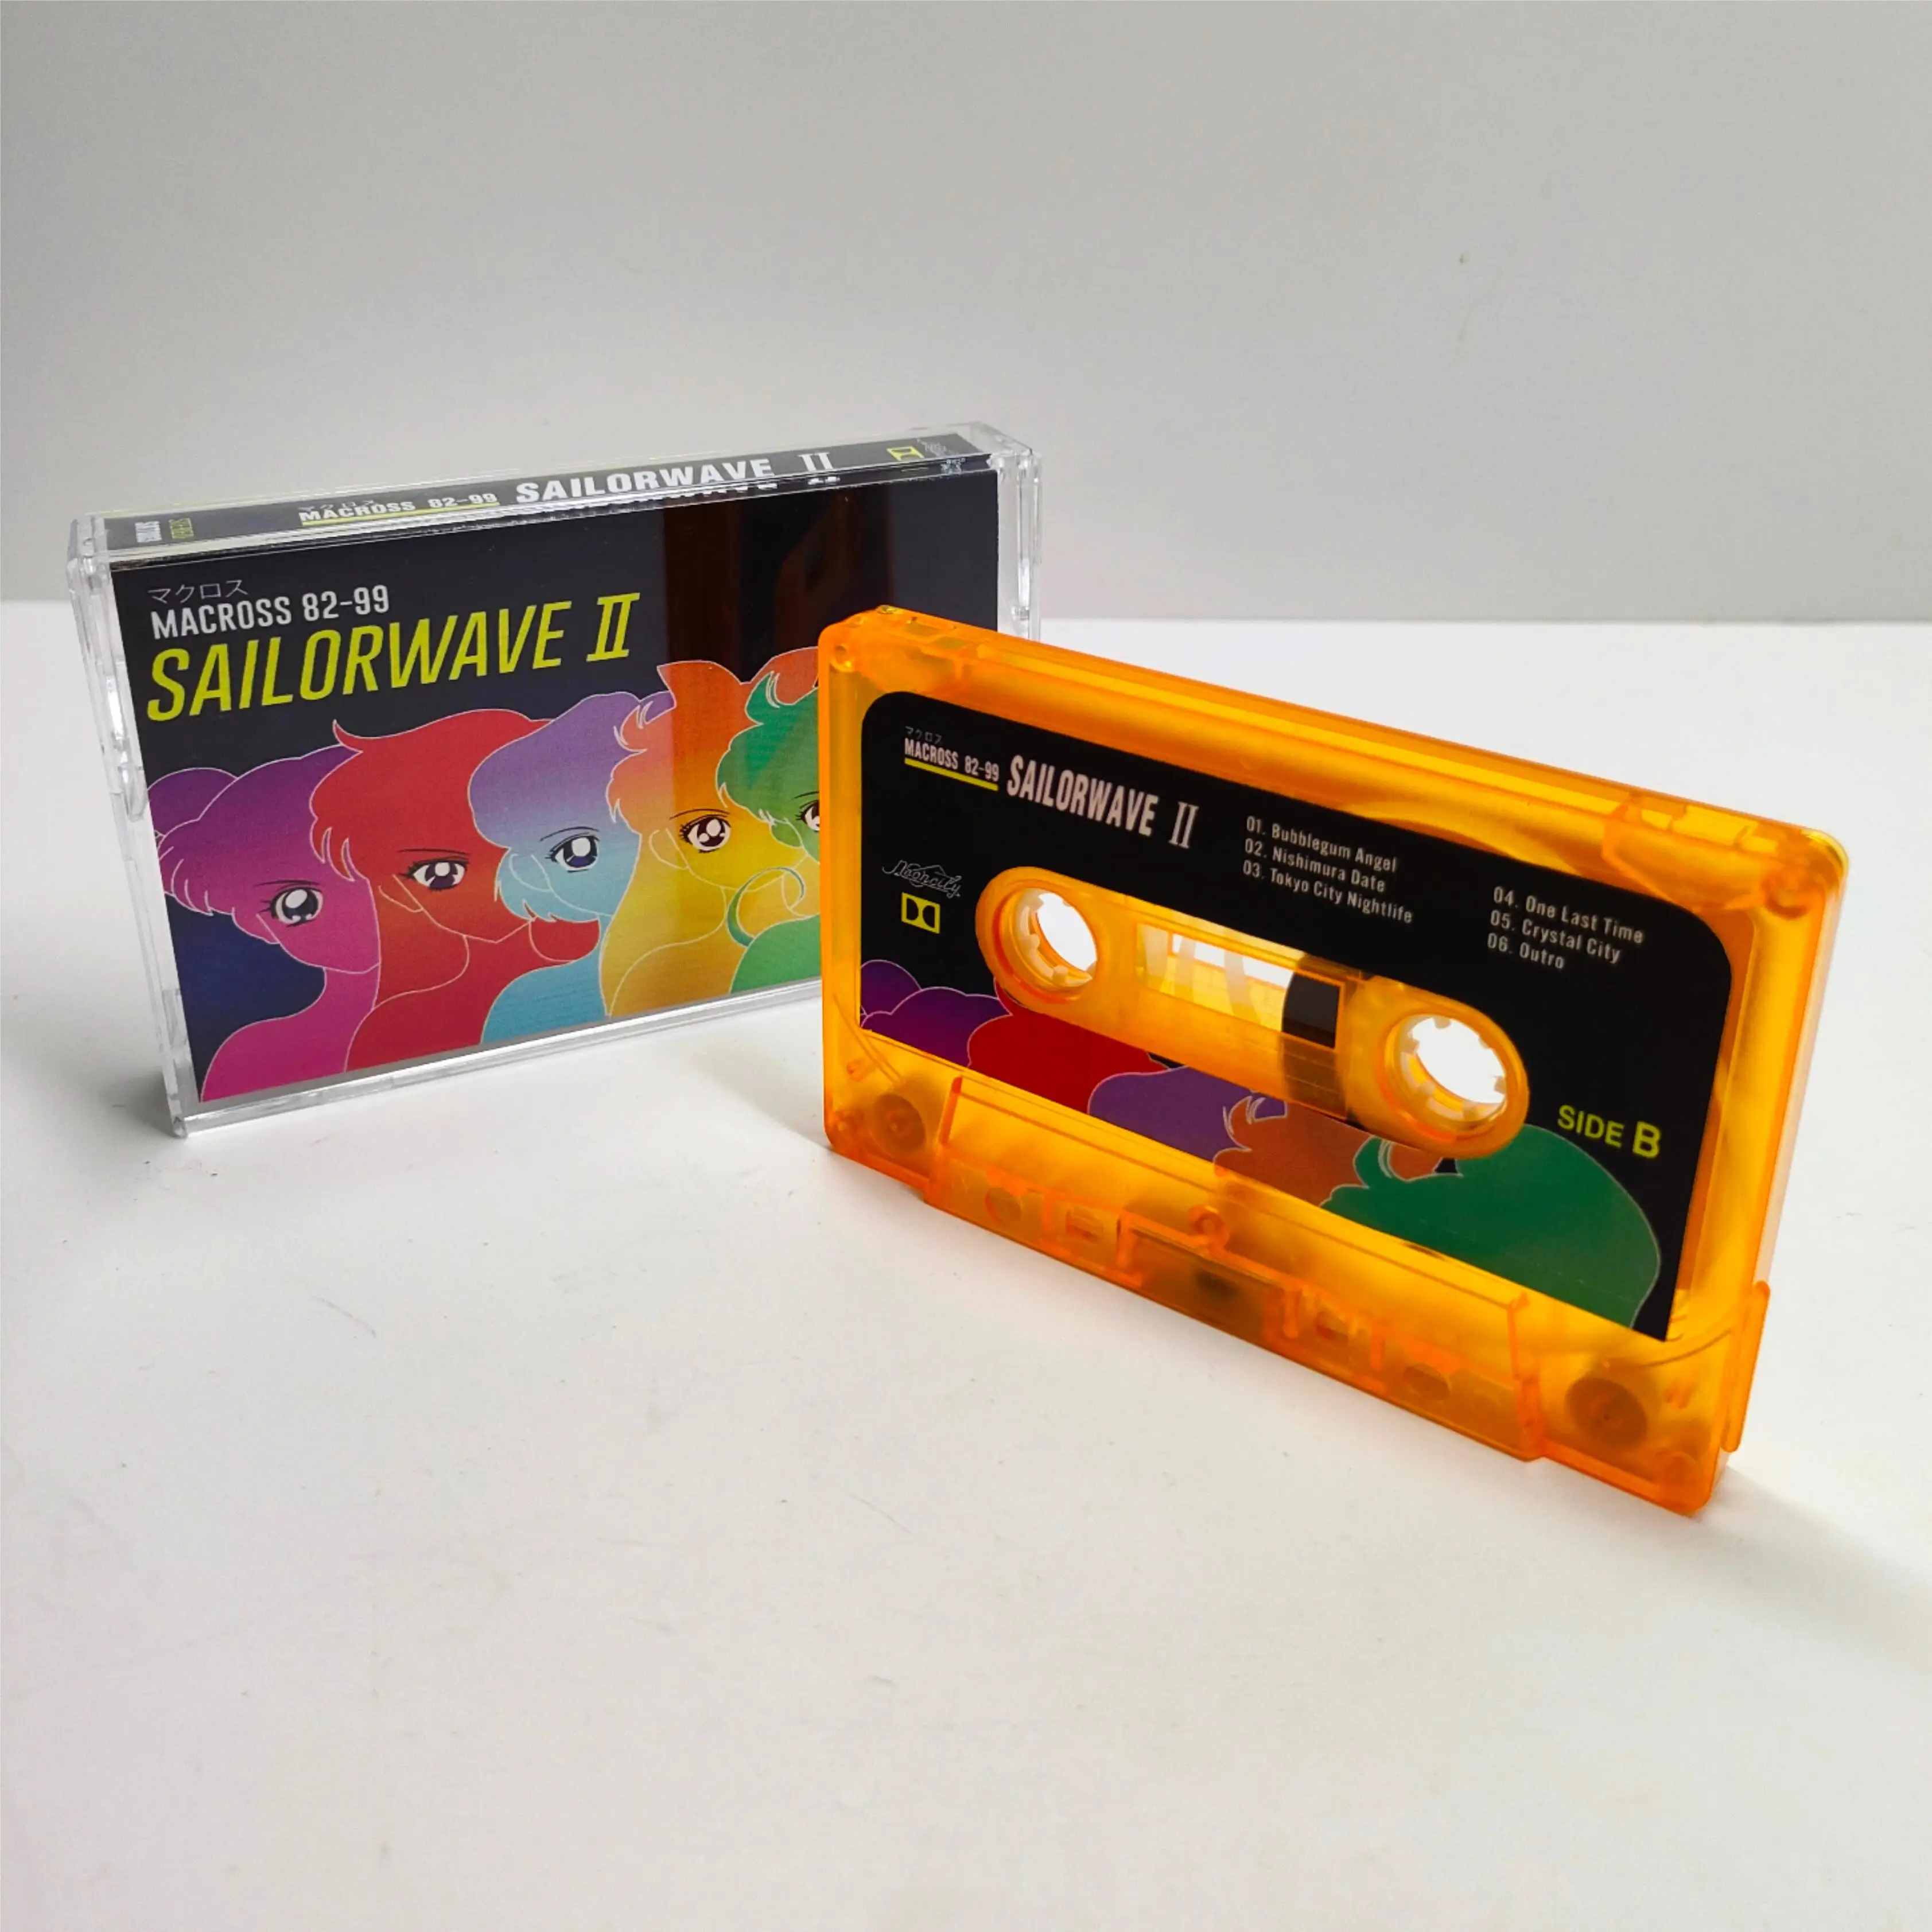 マクロス
MACROSS 82-99 SAILORWAVE II
マクロス
MACROSS 82-99
SAILORWAVE II
マクロス
MACROSS 82-99 SAILORWAVE II
01. Bubblegum Angel
02. Nishimura Date
03. Tokyo City Nightlife
04. One Last Time
05. Crystal City
06. Outro
Neoncity.
SIDE B